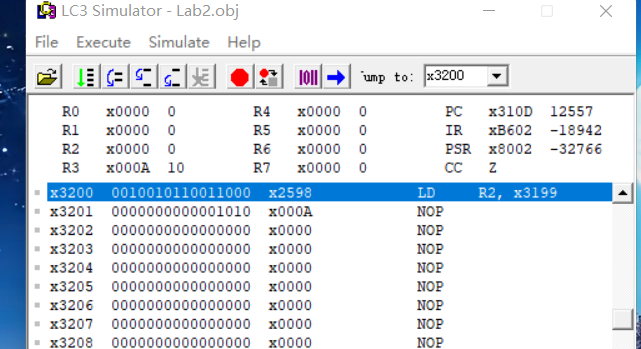 LC3 Simulator - Lab2.obj
File Execute Simulate Help
Jump to: x3200
R0 x0000 0 R4 x0000 0 PC x310D 12557
R1 x0000 0 R5 x0000 0 IR xB602 -18942
R2 x0000 0 R6 x0000 0 PSR x8002 -32766
R3 x000A 10 R7 x0000 0 CC Z
x3200 0010010110011000 x2598 LD R2, x3199
x3201 0000000000001010 x000A NOP
x3202 0000000000000000 x0000 NOP
x3203 0000000000000000 x0000 NOP
x3204 0000000000000000 x0000 NOP
x3205 0000000000000000 x0000 NOP
x3206 0000000000000000 x0000 NOP
x3207 0000000000000000 x0000 NOP
x3208 0000000000000000 x0000 NOP